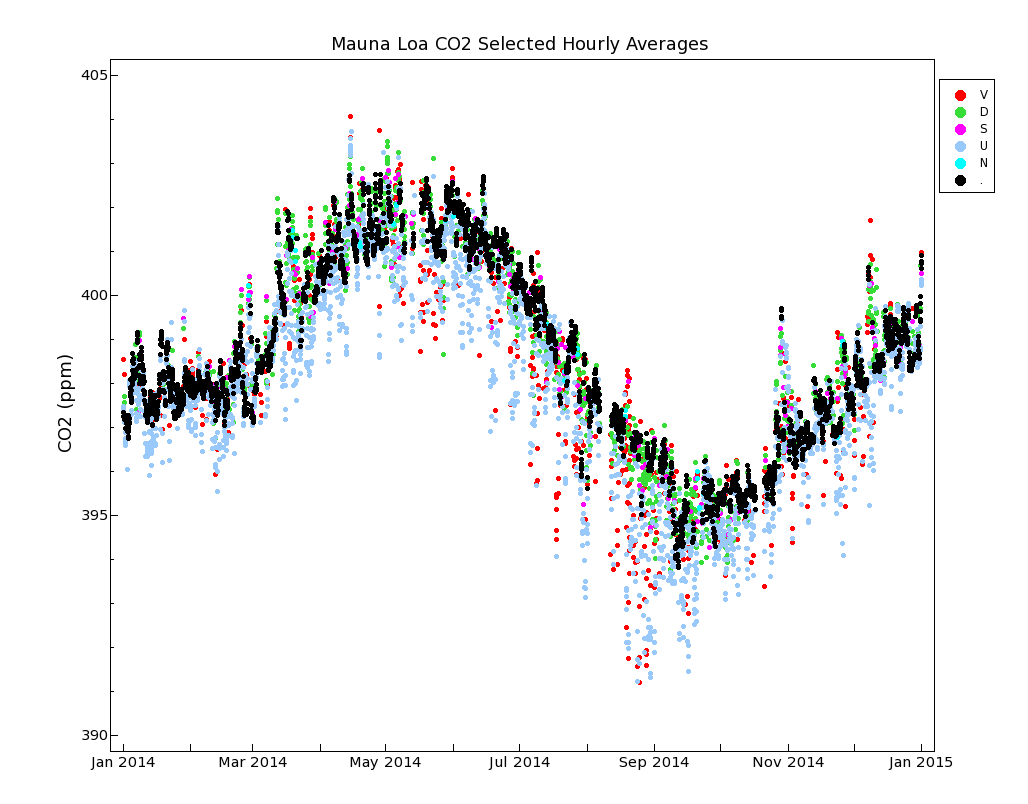 Mauna Loa CO2 Selected Hourly Averages
405
400
395
390
CO2 (ppm)
Jan 2014
Mar 2014
May 2014
Jul 2014
Sep 2014
Nov 2014
Jan 2015
V
D
S
U
N
.